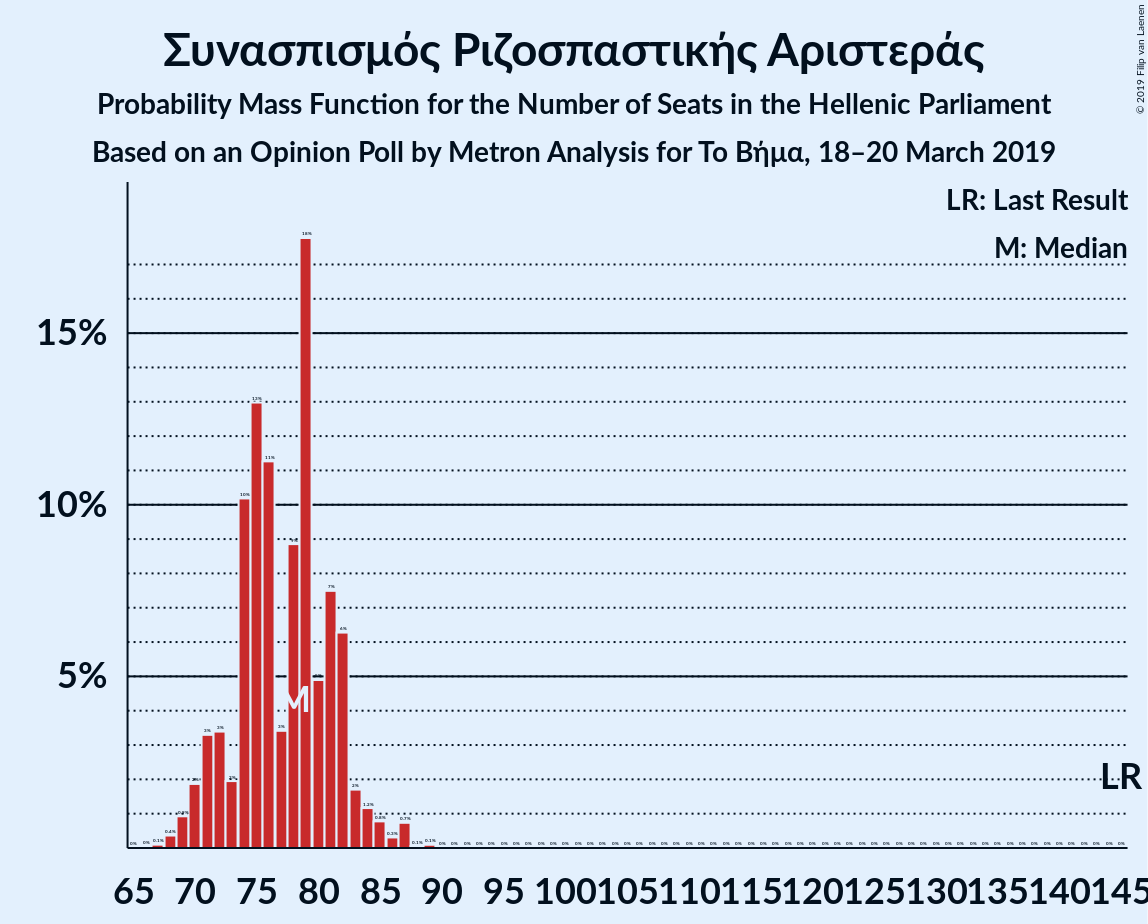 Συνασπισμός Ριζοσπαστικής Αριστεράς
Probability Mass Function for the Number of Seats in the Hellenic Parliament
Based on an Opinion Poll by Metron Analysis for Το Βήμα, 18–20 March 2019
© 2019 Filip van Laenen
LR: Last Result
M: Median
15%
10%
5%
M
LR
65 70 75 80 85 90 95 100 105 110 115 120 125 130 135 140 145